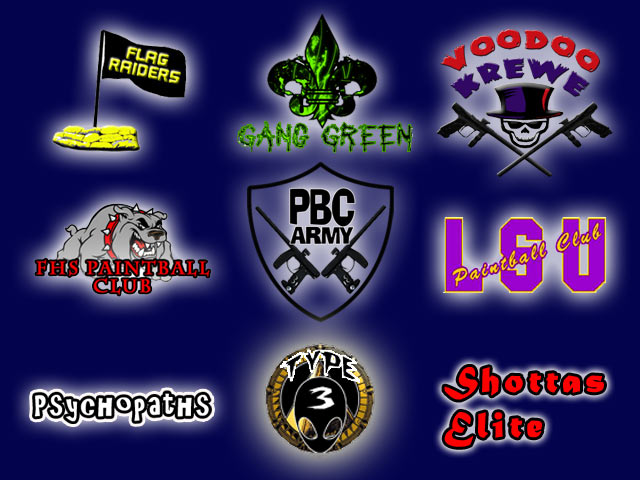 FLAG
RAIDERS
GANG GREEN
VOODOO
KREWE
FHS PAINTBALL
CLUB
PBC
ARMY
LSU
Paintball Club
PSYCHOPATHS
TYPE
3
Shottas
Elite